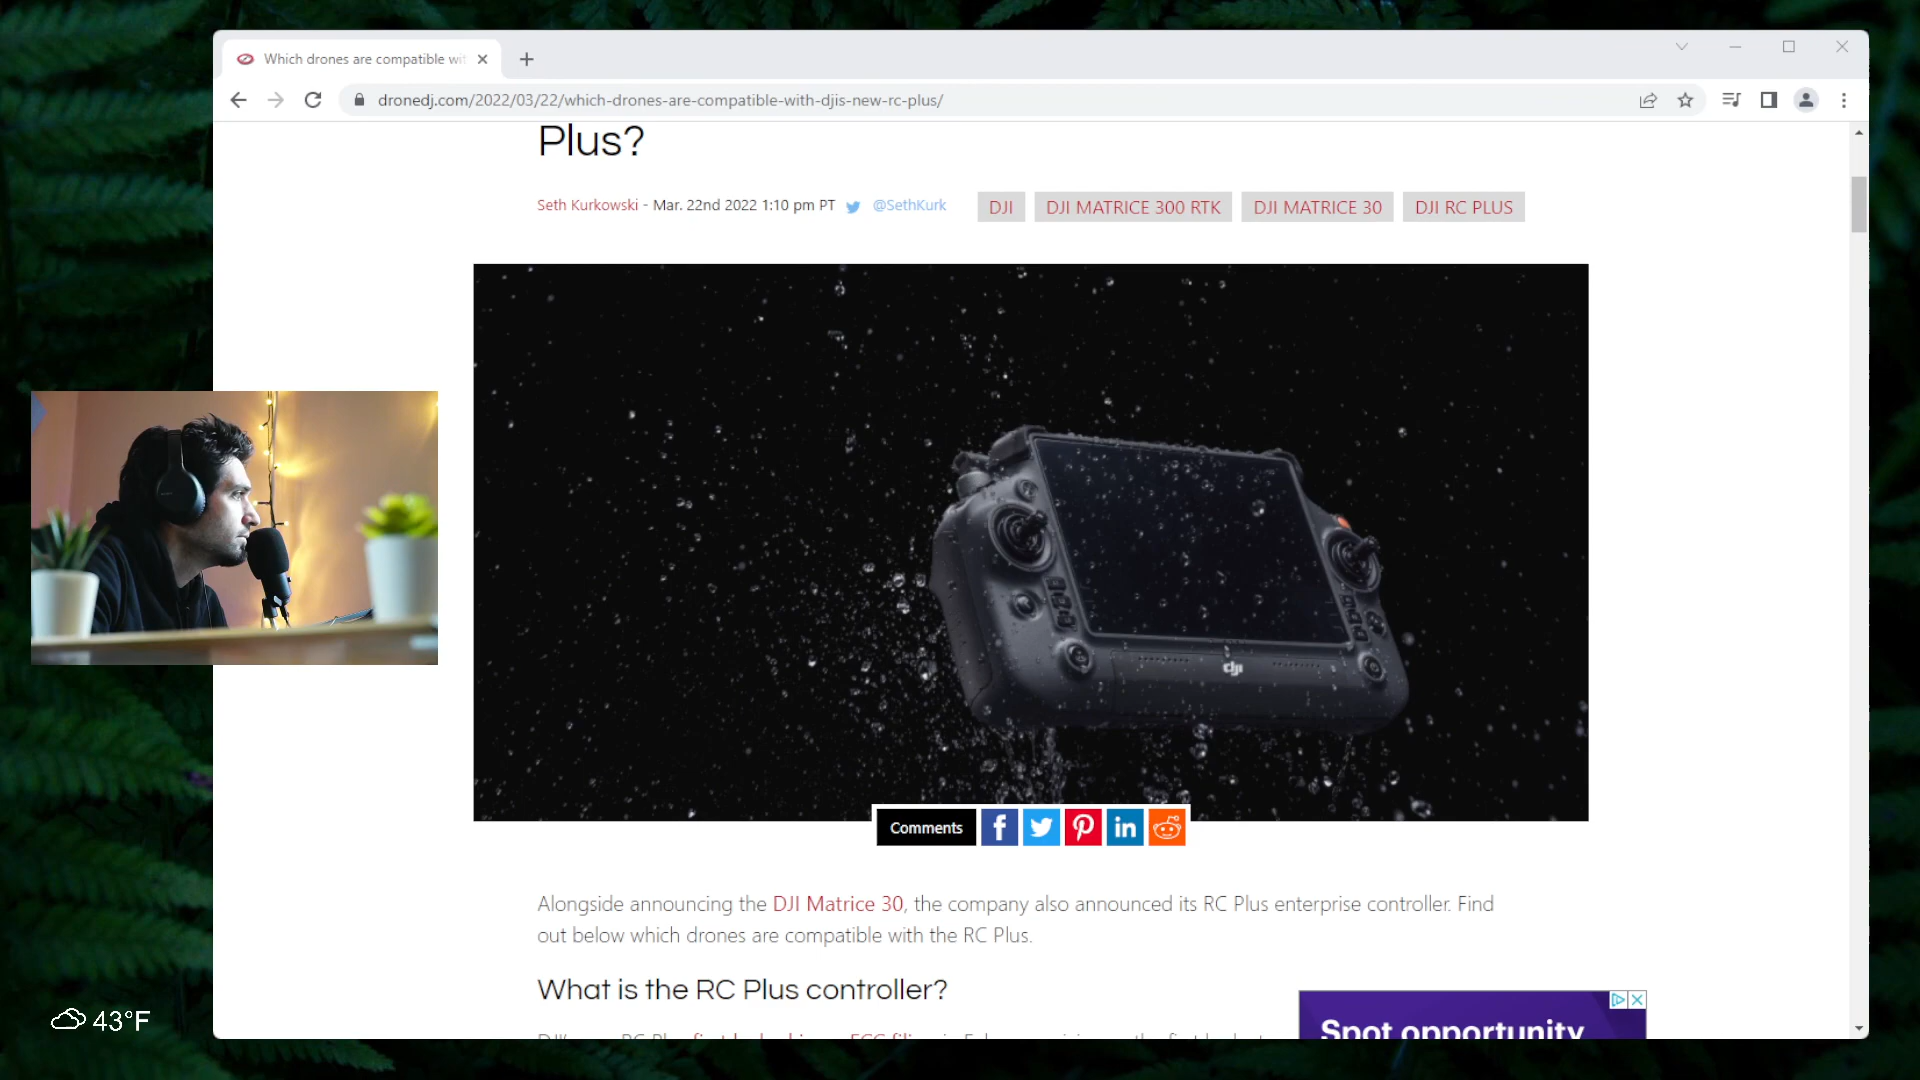 Which drones are compatible wit
dronedj.com/2022/03/22/which-drones-are-compatible-with-djis-new-rc-plus/
Plus?
Seth Kurkowski - Mar. 22nd 2022 1:10 pm PT @SethKurk
DJI DJI MATRICE 300 RTK DJI MATRICE 30 DJI RC PLUS
dji
Comments
Alongside announcing the DJI Matrice 30, the company also announced its RC Plus enterprise controller. Find
out below which drones are compatible with the RC Plus.
What is the RC Plus controller?
Spot opportunity
43°F